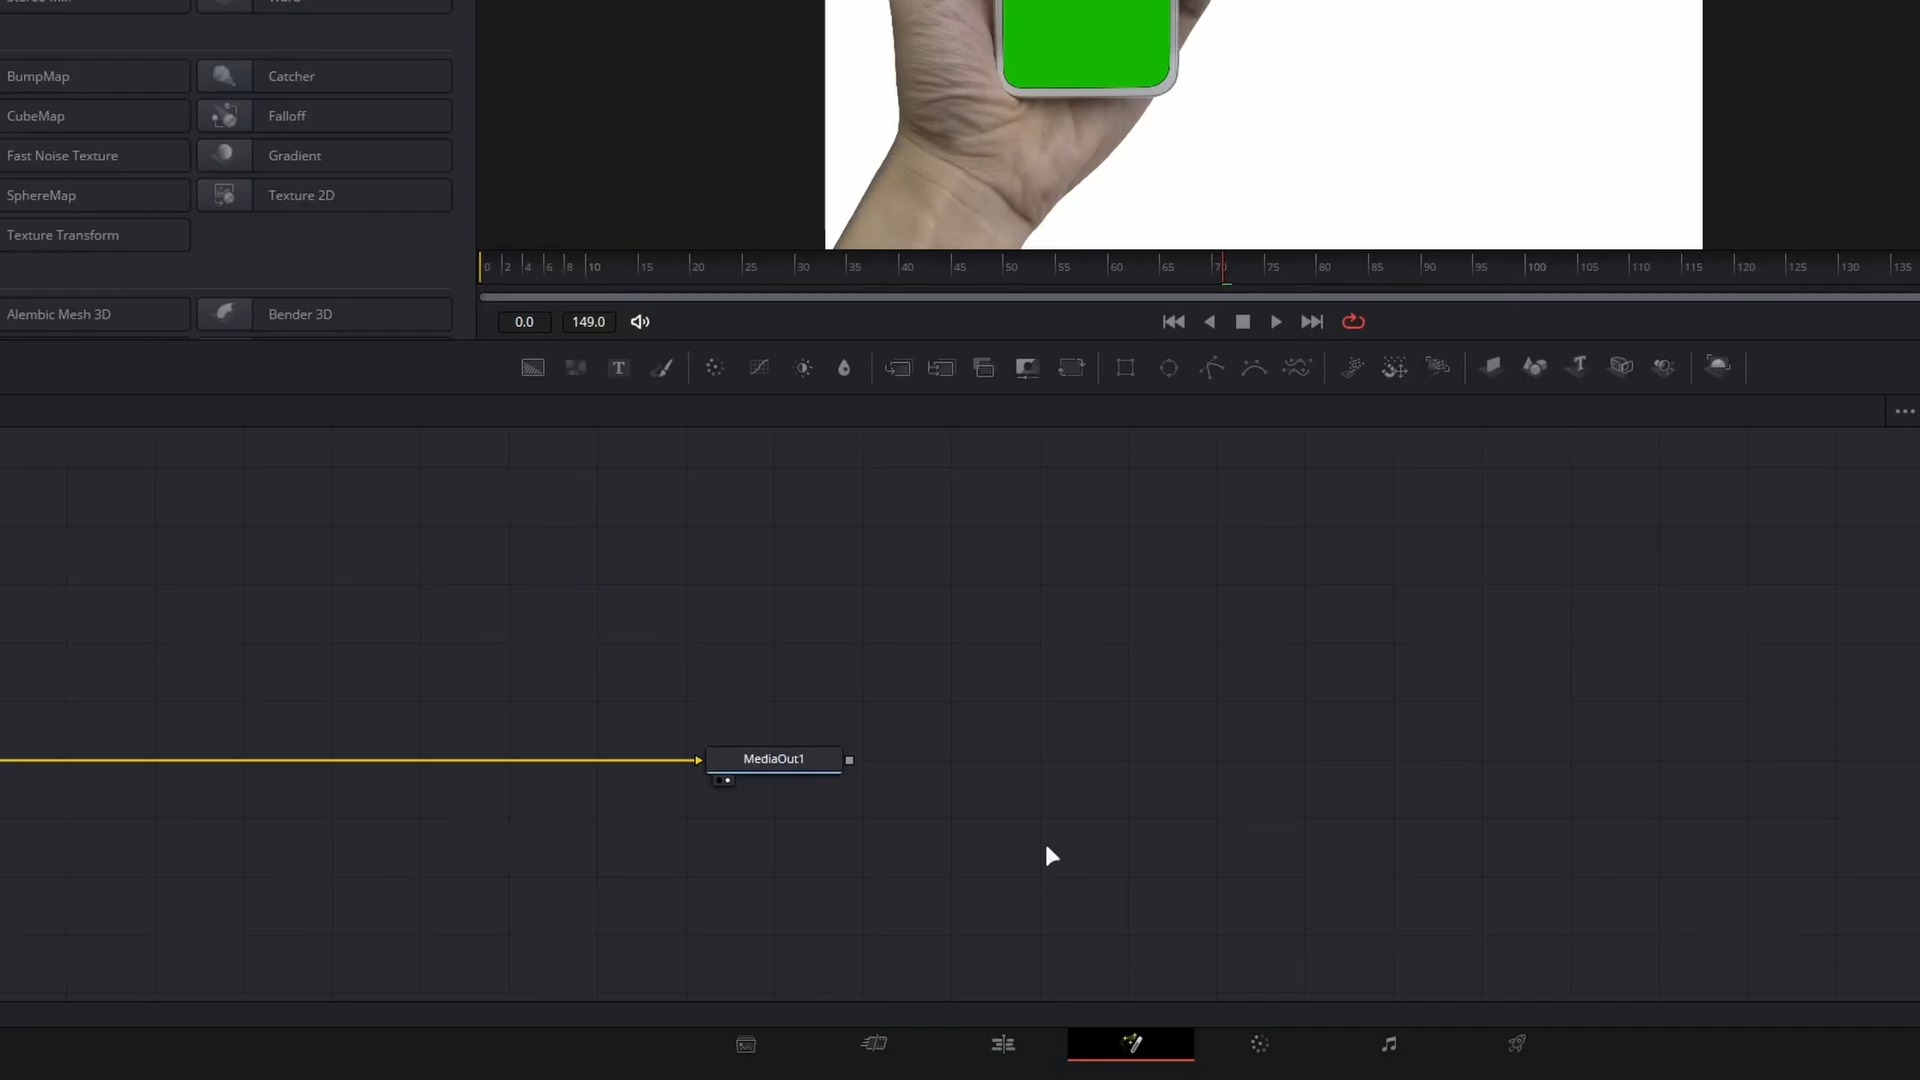 BumpMap Catcher
CubeMap Falloff
Fast Noise Texture Gradient
SphereMap Texture 2D
Texture Transform
Alembic Mesh 3D Bender 3D
0 2 4 6 8 10 15 20 25 30 35 40 45 50 55 60 65 70 75 80 85 90 95 100 105 110 115 120 125 130 135
0.0 149.0
T
T
MediaOut1